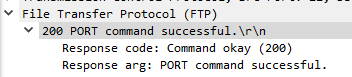 File Transfer Protocol (FTP)
200 PORT command successful.\r\n
Response code: Command okay (200)
Response arg: PORT command successful.